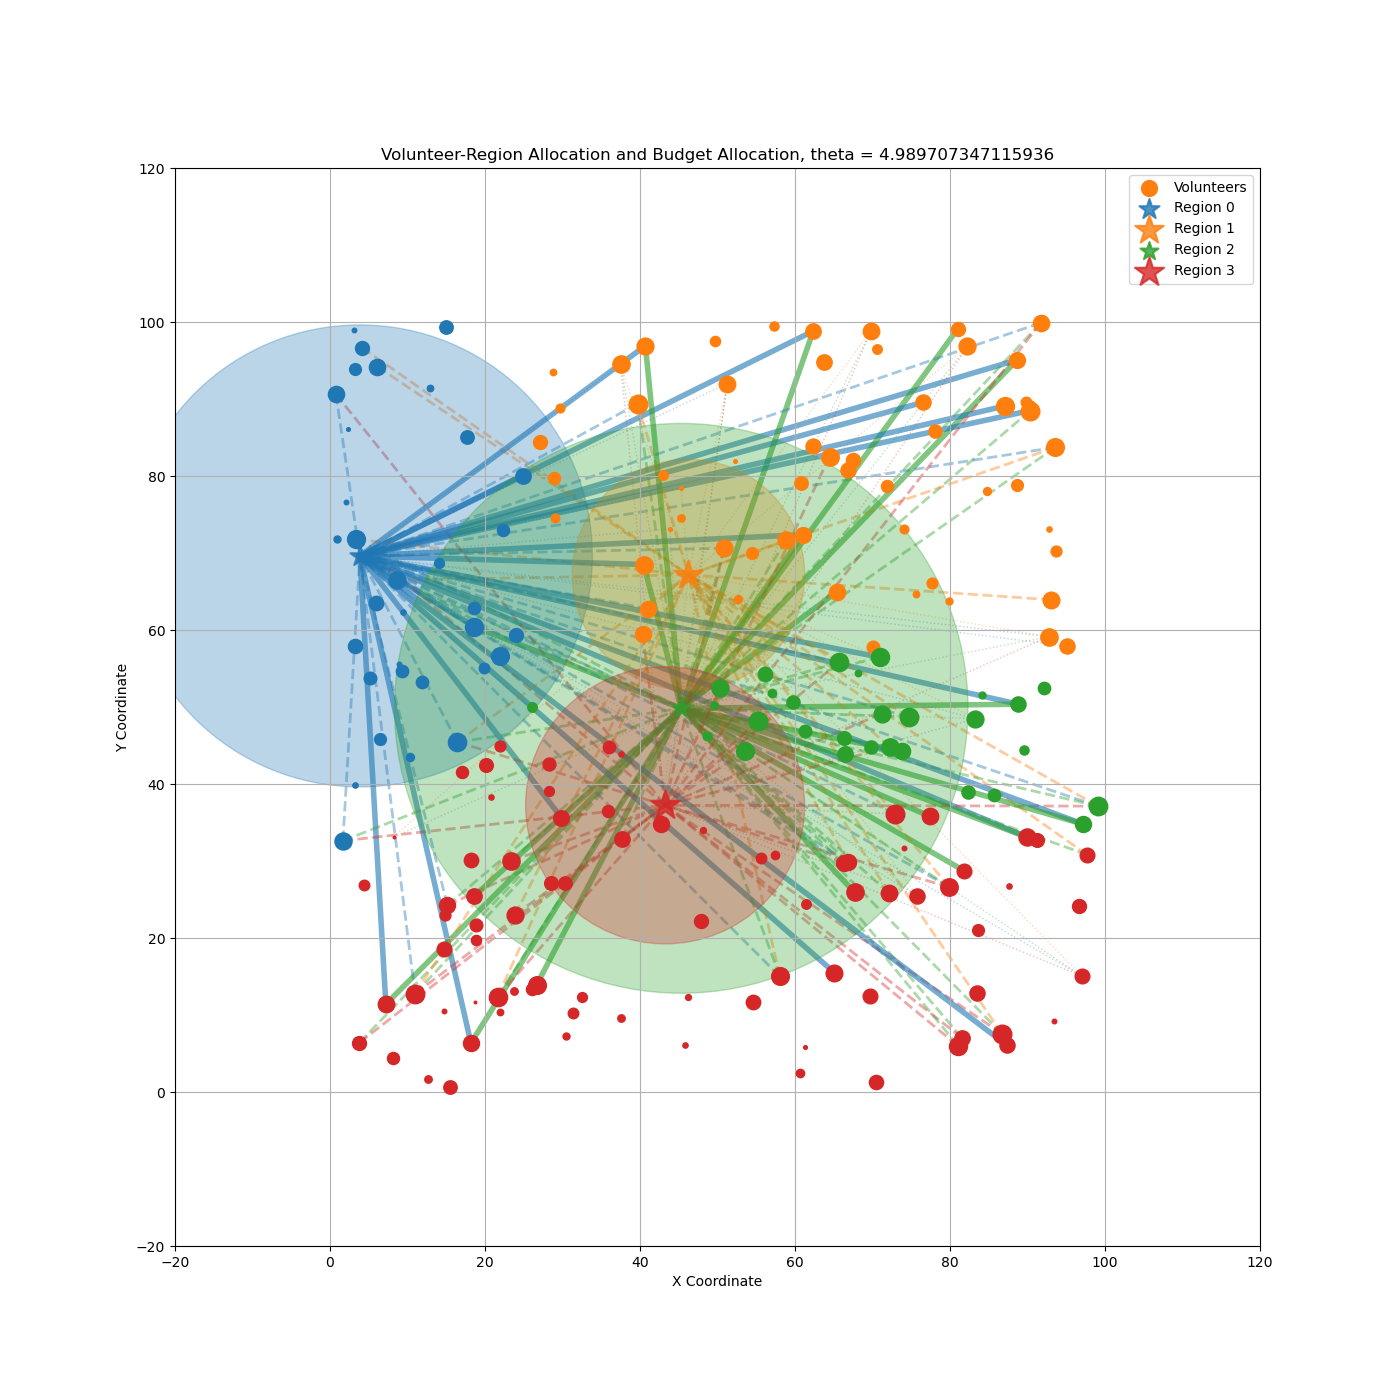 Volunteer-Region Allocation and Budget Allocation, theta = 4.989707347115936
120
100
80
60
40
20
0
−20
Y Coordinate
Volunteers
Region 0
Region 1
Region 2
Region 3
−20 0 20 40 60 80 100 120
X Coordinate